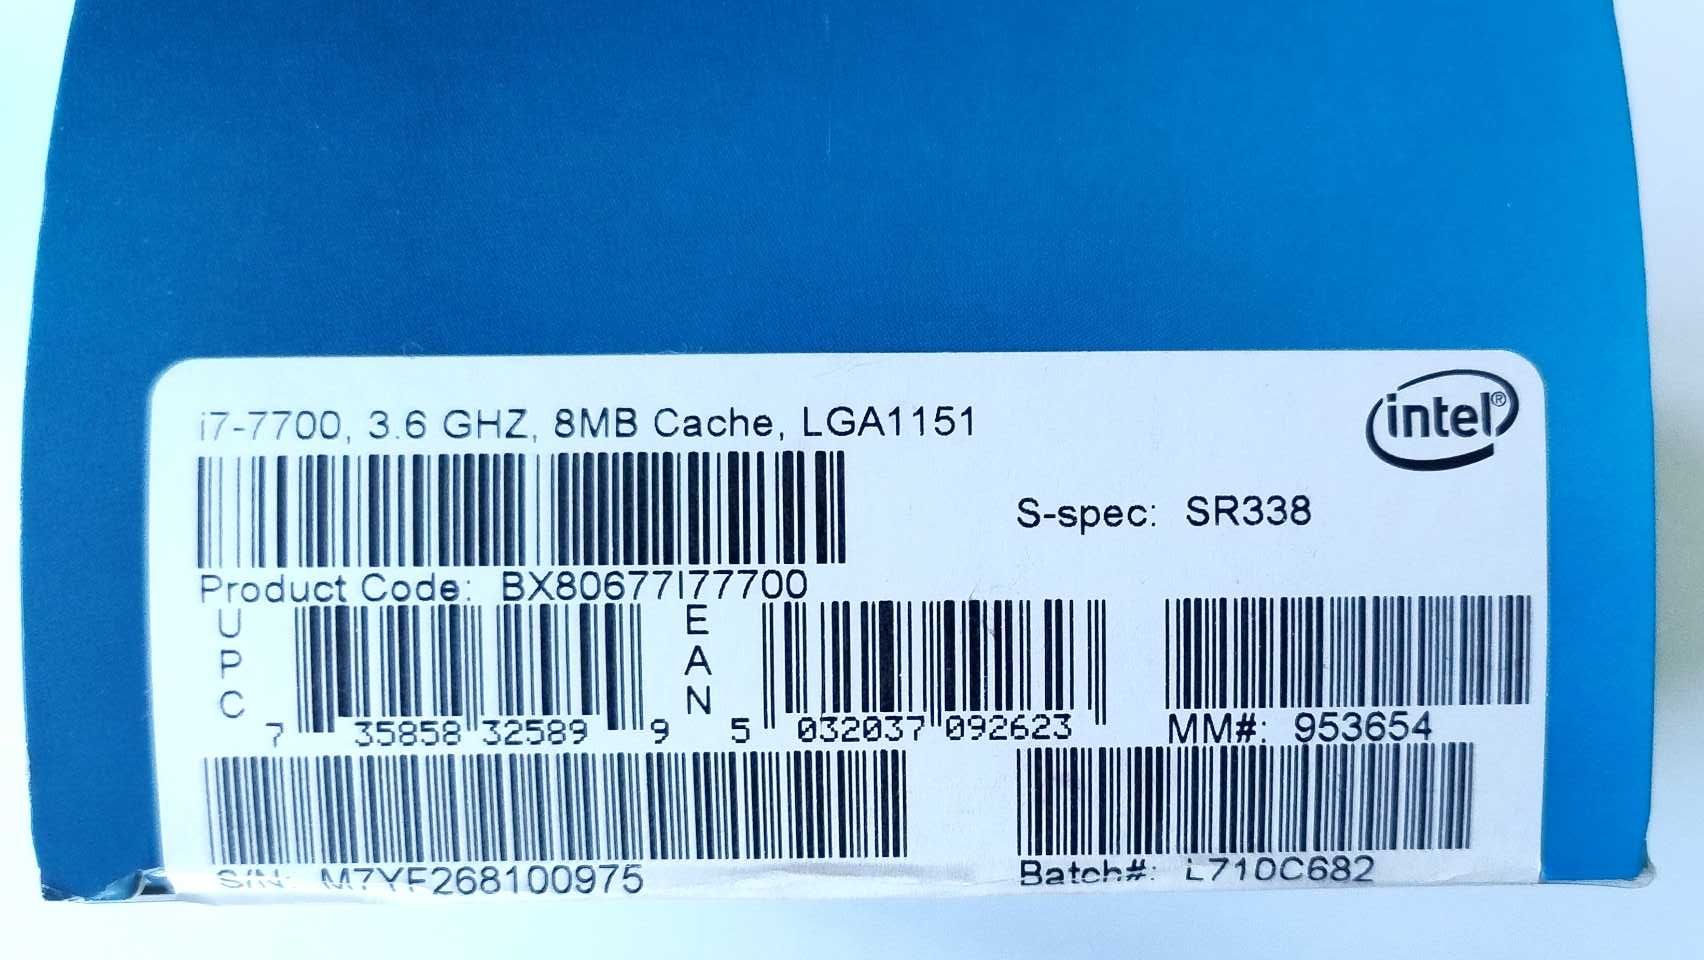 i7-7700, 3.6 GHZ, 8MB Cache, LGA1151
intel®
S-spec: SR338
Product Code: BX80677I77700
UPC
7 35858 32589 9
EAN
5 032037 092623
MM#: 953654
S/N: M7YF268100975
Batch#: L710C682